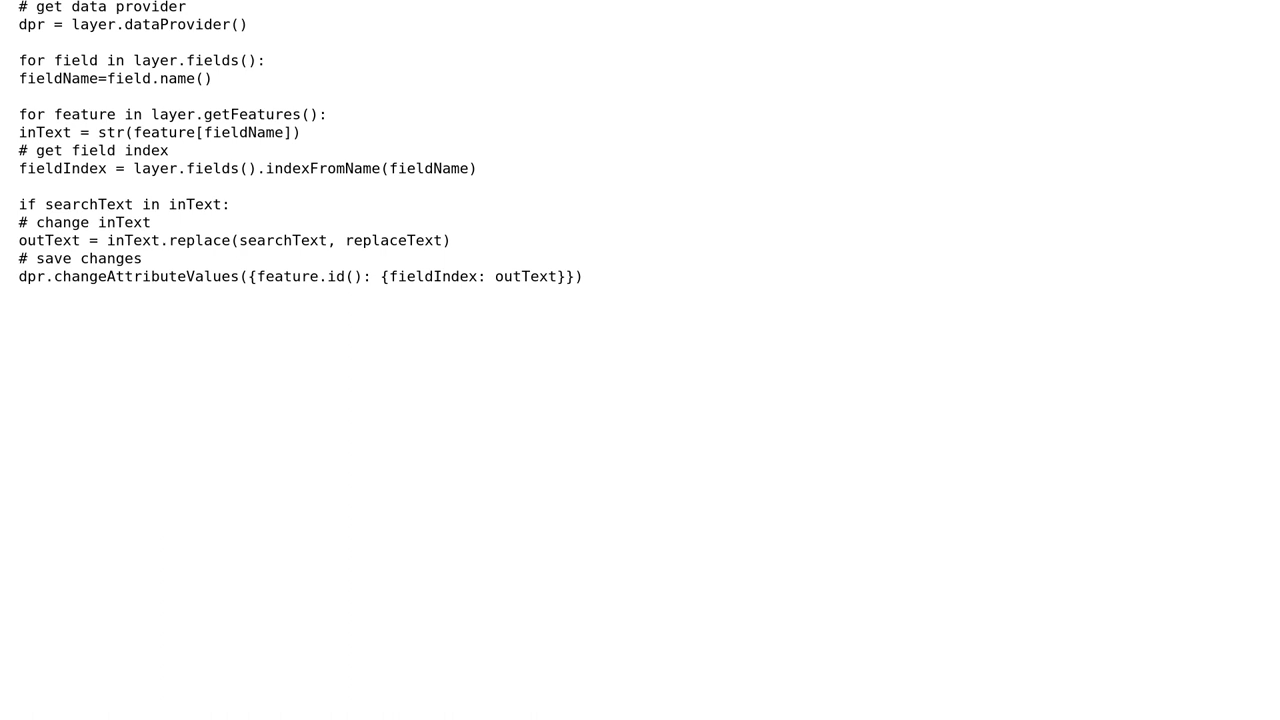 # get data provider
dpr = layer.dataProvider()
for field in layer.fields():
fieldName=field.name()
for feature in layer.getFeatures():
inText = str(feature[fieldName])
# get field index
fieldIndex = layer.fields().indexFromName(fieldName)
if searchText in inText:
# change inText
outText = inText.replace(searchText, replaceText)
# save changes
dpr.changeAttributeValues({feature.id(): {fieldIndex: outText}})